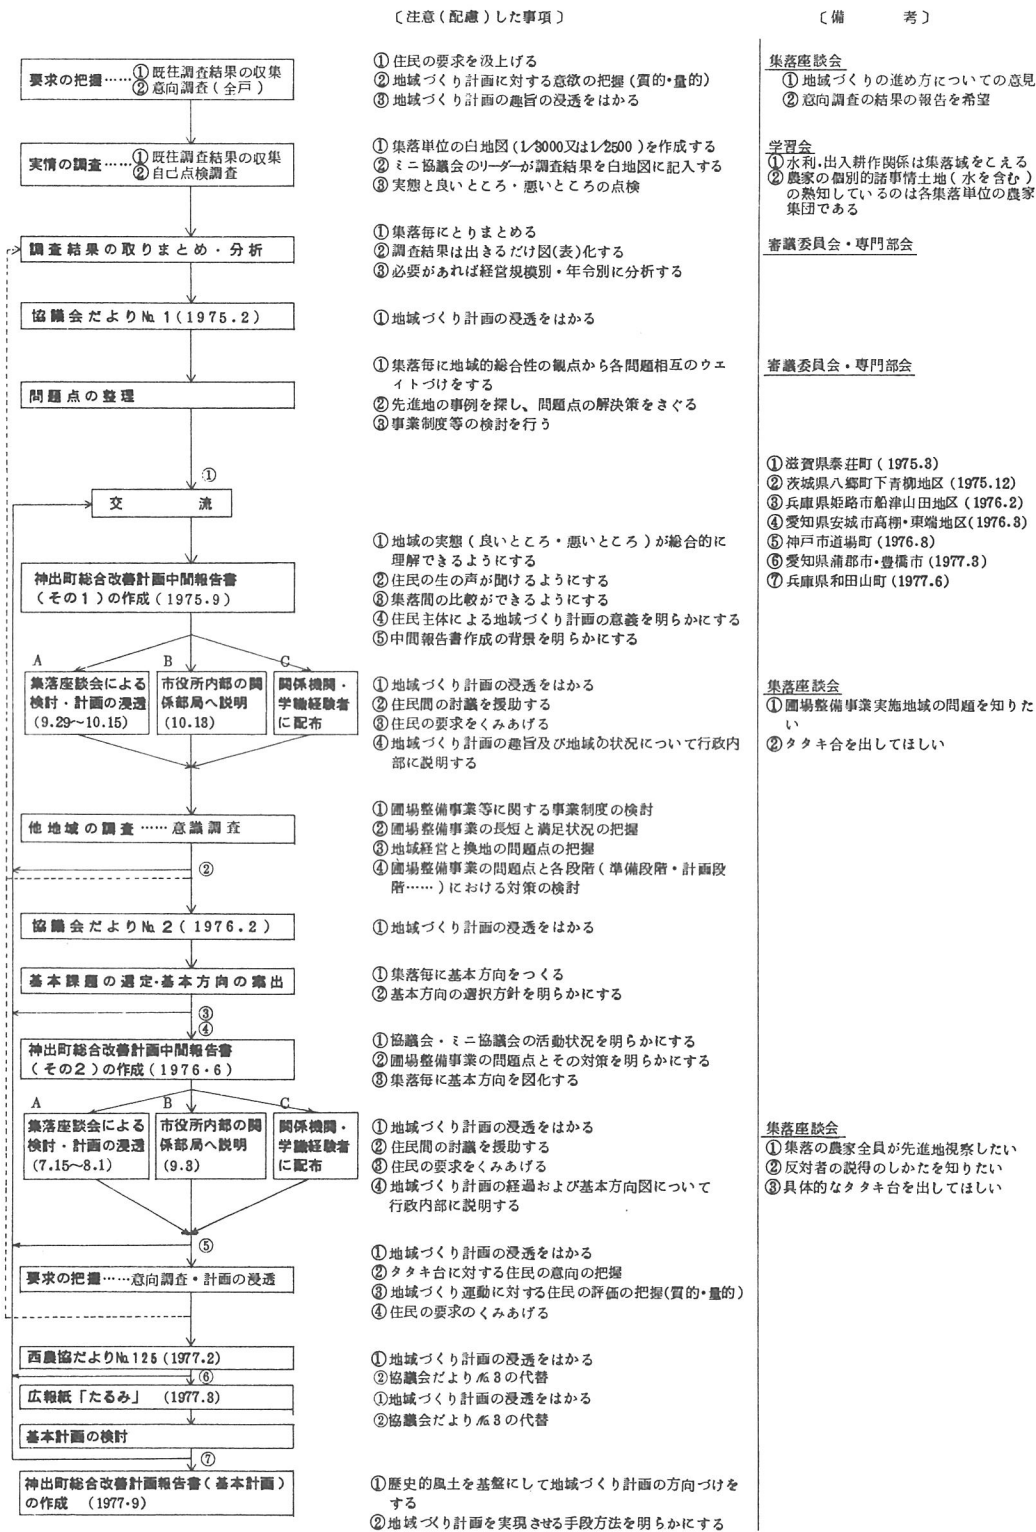 〔注意(配慮)した事項〕
〔備　　考〕
要求の把握……①既往調査結果の収集
②意向調査(全戸)
①住民の要求を汲上げる
②地域づくり計画に対する意欲の把握(質的・量的)
③地域づくり計画の趣旨の浸透をはかる
集落座談会
①地域づくりの進め方についての意見
②意向調査の結果の報告を希望
実情の調査……①既往調査結果の収集
②自己点検調査
①集落単位の白地図(1/3000又は1/2500)を作成する
②ミニ協議会のリーダーが調査結果を白地図に記入する
③実態と良いところ・悪いところの点検
学習会
①水利.出入耕作関係は集落域をこえる
②農家の個別的諸事情土地(水を含む)
の熟知しているのは各集落単位の農家
集団である
調査結果の取りまとめ・分析
①集落毎にとりまとめる
②調査結果は出きるだけ図(表)化する
③必要があれば経営規模別・年令別に分析する
審議委員会・専門部会
協議会だより№1(1975.2)
①地域づくり計画の浸透をはかる
問題点の整理
①集落毎に地域的総合性の観点から各問題相互のウエ
イトづけをする
②先進地の事例を探し、問題点の解決策をさぐる
③事業制度等の検討を行う
審議委員会・専門部会
①
交　　流
①滋賀県秦荘町(1975.3)
②茨城県八郷町下青柳地区(1975.12)
③兵庫県姫路市船津山田地区(1976.2)
④愛知県安城市高棚・東端地区(1976.3)
⑤神戸市道場町(1976.8)
⑥愛知県蒲郡市・豊橋市(1977.3)
⑦兵庫県和田山町(1977.6)
神出町総合改善計画中間報告書
(その1)の作成(1975.9)
①地域の実態(良いところ・悪いところ)が総合的に
理解できるようにする
②住民の生の声が聞けるようにする
③集落間の比較ができるようにする
④住民主体による地域づくり計画の意義を明らかにする
⑤中間報告書作成の背景を明らかにする
A
B
C
集落座談会による
検討・計画の浸透
(9.29～10.15)
市役所内部の関
係部局へ説明
(10.13)
関係機関・
学識経験者
に配布
①地域づくり計画の浸透をはかる
②住民間の討議を援助する
③住民の要求をくみあげる
④地域づくり計画の趣旨及び地域の状況について行政内
部に説明する
集落座談会
①圃場整備事業実施地域の問題を知りた
い
②タタキ台を出してほしい
他地域の調査……意識調査
①圃場整備事業等に関する事業制度の検討
②圃場整備事業の長短と満足状況の把握
③地域経営と換地の問題点の把握
④圃場整備事業の問題点と各段階(準備段階・計画段
階……)における対策の検討
②
協議会だより№2(1976.2)
①地域づくり計画の浸透をはかる
基本課題の選定・基本方向の案出
①集落毎に基本方向をつくる
②基本方向の選択方針を明らかにする
③
④
神出町総合改善計画中間報告書
(その2)の作成(1976・6)
①協議会・ミニ協議会の活動状況を明らかにする
②圃場整備事業の問題点とその対策を明らかにする
③集落毎に基本方向を図化する
A
B
C
集落座談会による
検討・計画の浸透
(7.15～8.1)
市役所内部の関
係部局へ説明
(9.3)
関係機関・
学識経験者
に配布
①地域づくり計画の浸透をはかる
②住民間の討議を援助する
③住民の要求をくみあげる
④地域づくり計画の経過および基本方向図について
行政内部に説明する
集落座談会
①集落の農家全員が先進地視察したい
②反対者の説得のしかたを知りたい
③具体的なタタキ台を出してほしい
⑤
要求の把握……意向調査・計画の浸透
①地域づくり計画の浸透をはかる
②タタキ台に対する住民の意向の把握
③地域づくり運動に対する住民の評価の把握(質的・量的)
④住民の要求のくみあげる
西農協だより№125(1977.2)
①地域づくり計画の浸透をはかる
②協議会だより№3の代替
⑥
広報紙「たるみ」(1977.3)
①地域づくり計画の浸透をはかる
②協議会だより№3の代替
基本計画の検討
⑦
神出町総合改善計画報告書(基本計画)
の作成　(1977・9)
①歴史的風土を基盤にして地域づくり計画の方向づけを
する
②地域づくり計画を実現させる手段方法を明らかにする